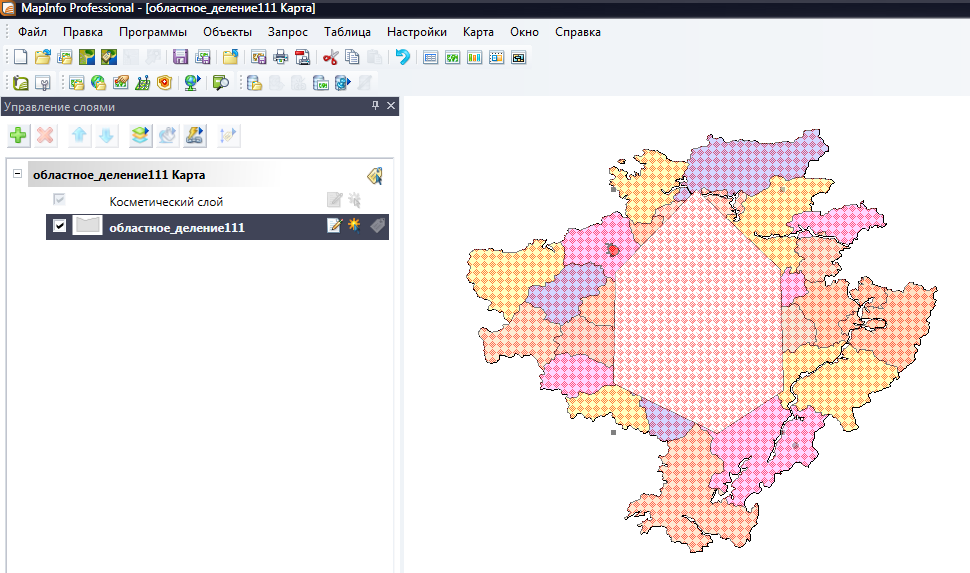 MapInfo Professional - [областное_деление111 Карта]
Файл Правка Программы Объекты Запрос Таблица Настройки Карта Окно Справка
Управление слоями
областное_деление111 Карта
Косметический слой
областное_деление111